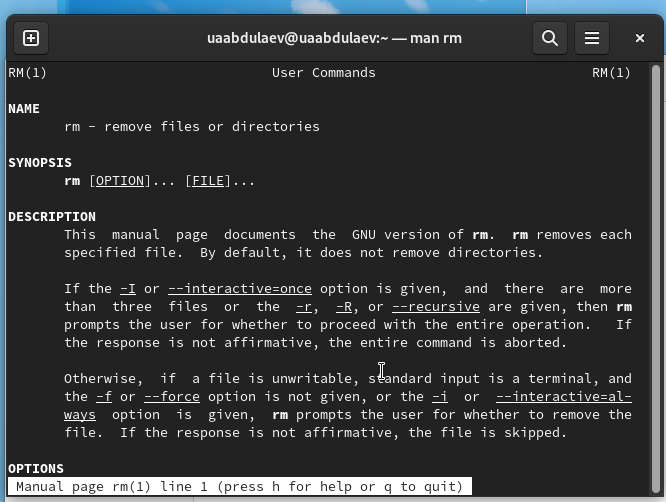 uaabdulaev@uaabdulaev:~ — man rm
RM(1) User Commands RM(1)
NAME
rm - remove files or directories
SYNOPSIS
rm [OPTION]... [FILE]...
DESCRIPTION
This manual page documents the GNU version of rm. rm removes each
specified file. By default, it does not remove directories.
If the -I or --interactive=once option is given, and there are more
than three files or the -r, -R, or --recursive are given, then rm
prompts the user for whether to proceed with the entire operation. If
the response is not affirmative, the entire command is aborted.
Otherwise, if a file is unwritable, standard input is a terminal, and
the -f or --force option is not given, or the -i or --interactive=al-
ways option is given, rm prompts the user for whether to remove the
file. If the response is not affirmative, the file is skipped.
OPTIONS
Manual page rm(1) line 1 (press h for help or q to quit)